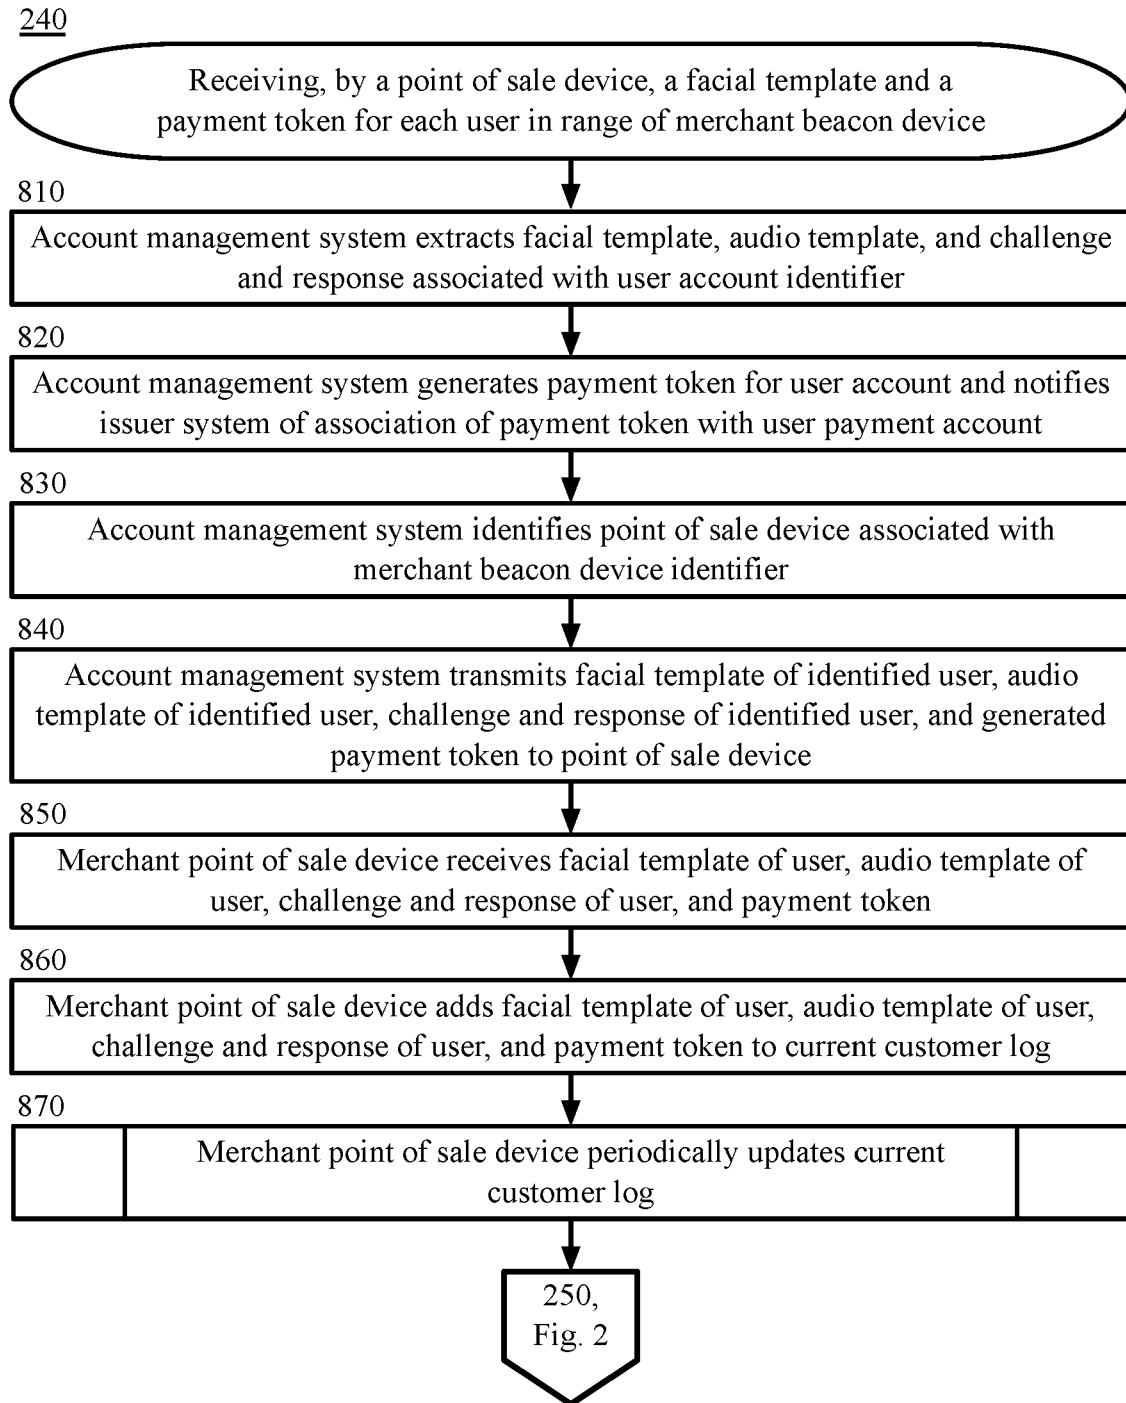 240
Receiving, by a point of sale device, a facial template and a
payment token for each user in range of merchant beacon device
810
Account management system extracts facial template, audio template, and challenge
and response associated with user account identifier
820
Account management system generates payment token for user account and notifies
issuer system of association of payment token with user payment account
830
Account management system identifies point of sale device associated with
merchant beacon device identifier
840
Account management system transmits facial template of identified user, audio
template of identified user, challenge and response of identified user, and generated
payment token to point of sale device
850
Merchant point of sale device receives facial template of user, audio template of
user, challenge and response of user, and payment token
860
Merchant point of sale device adds facial template of user, audio template of user,
challenge and response of user, and payment token to current customer log
870
Merchant point of sale device periodically updates current
customer log
250,
Fig. 2